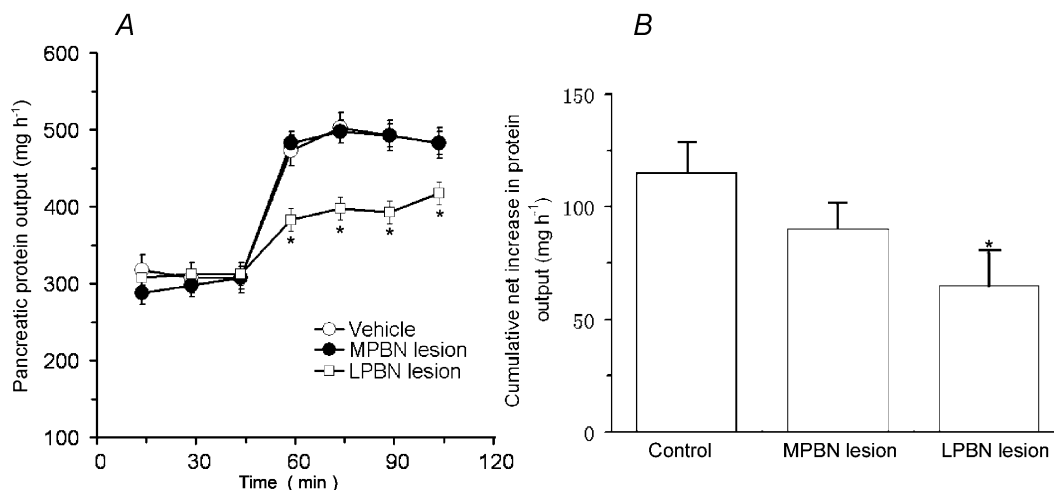 A
B
Pancreatic protein output (mg h⁻¹)
600
500
400
300
200
100
*
*
*
*
Vehicle
MPBN lesion
LPBN lesion
0
30
60
90
120
Time ( min )
Cumulative net increase in protein
output (mg h⁻¹)
150
100
50
0
*
Control
MPBN lesion
LPBN lesion